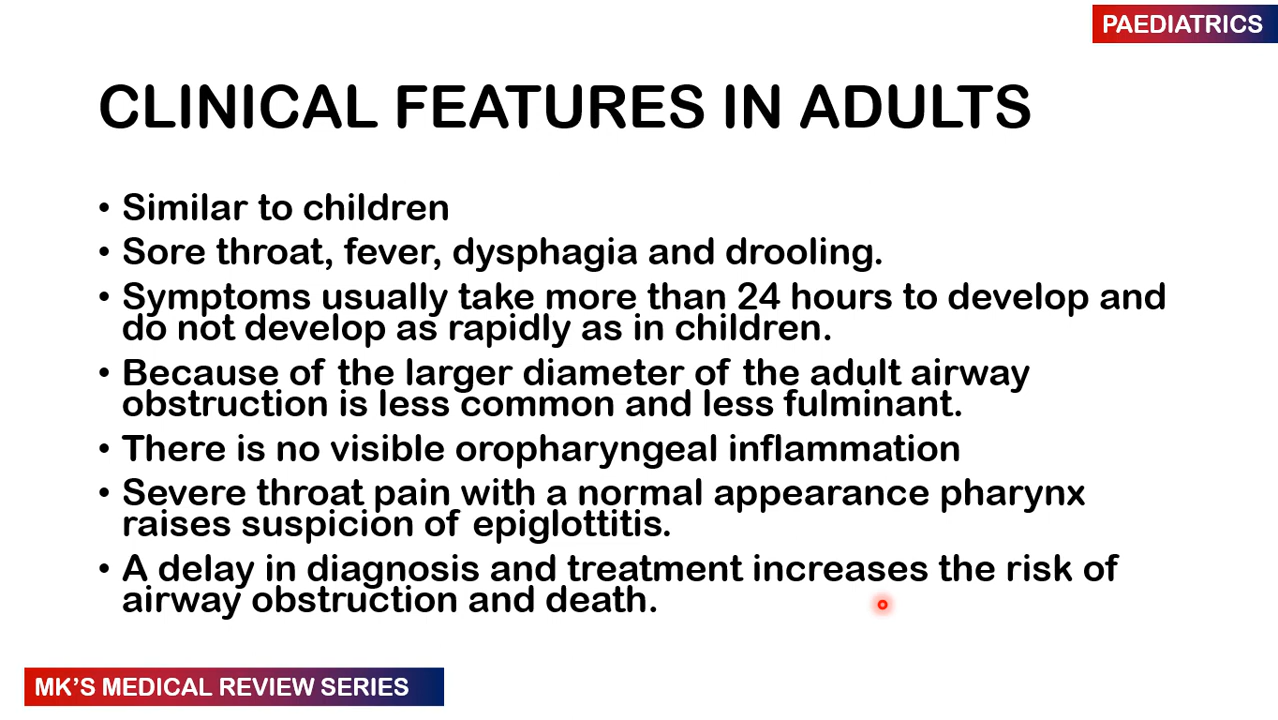 PAEDIATRICS
CLINICAL FEATURES IN ADULTS
• Similar to children
• Sore throat, fever, dysphagia and drooling.
• Symptoms usually take more than 24 hours to develop and
do not develop as rapidly as in children.
• Because of the larger diameter of the adult airway
obstruction is less common and less fulminant.
• There is no visible oropharyngeal inflammation
• Severe throat pain with a normal appearance pharynx
raises suspicion of epiglottitis.
• A delay in diagnosis and treatment increases the risk of
airway obstruction and death.
MK’S MEDICAL REVIEW SERIES